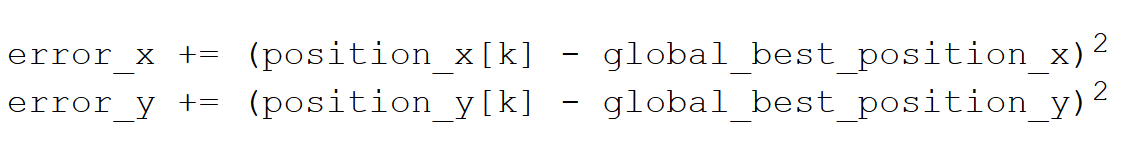 error_x += (position_x[k] - global_best_position_x)²
error_y += (position_y[k] - global_best_position_y)²